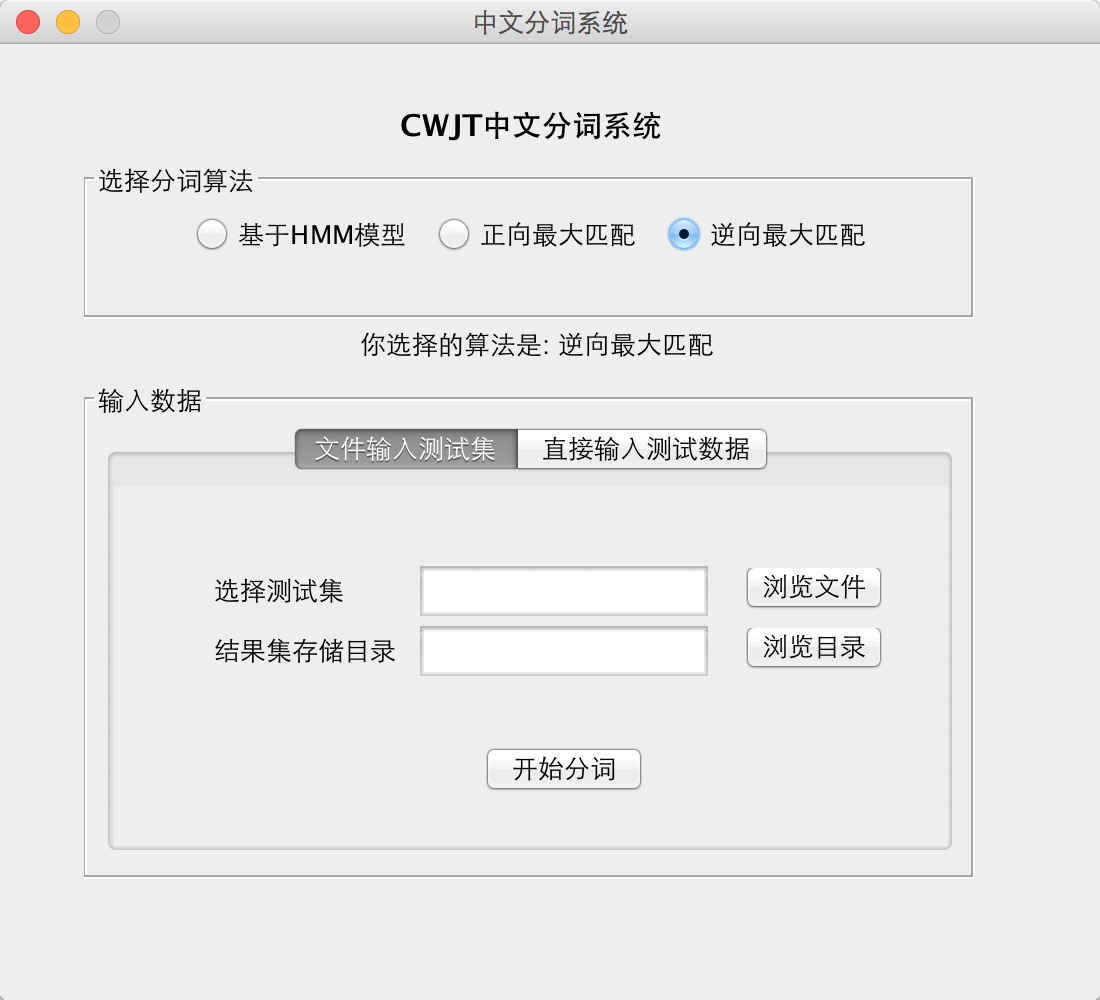 中文分词系统
CWJT中文分词系统
选择分词算法
基于HMM模型 正向最大匹配 逆向最大匹配
你选择的算法是: 逆向最大匹配
输入数据
文件输入测试集 直接输入测试数据
选择测试集 浏览文件
结果集存储目录 浏览目录
开始分词